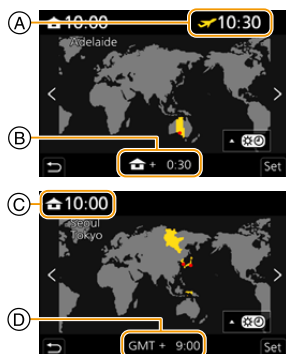 A
10:00
10:30
Adelaide
B
+ 0:30
Set
C
10:00
Seoul
Tokyo
D
GMT + 9:00
Set